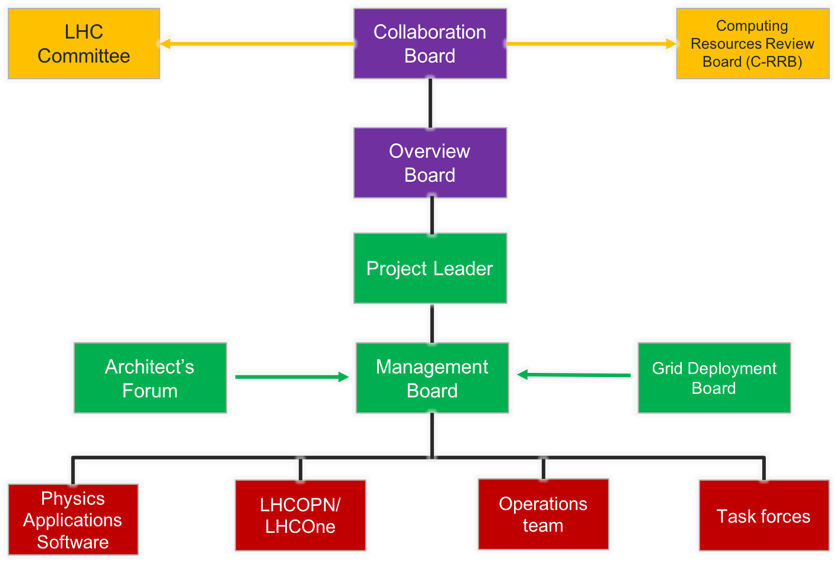 LHC
Committee
Collaboration
Board
Computing
Resources Review
Board (C-RRB)
Overview
Board
Project Leader
Architect’s
Forum
Management
Board
Grid Deployment
Board
Physics
Applications
Software
LHCOPN/
LHCOne
Operations
team
Task forces